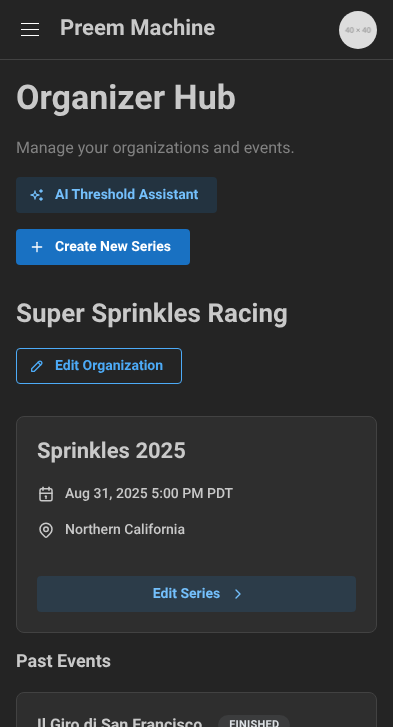 Preem Machine
40 × 40
Organizer Hub
Manage your organizations and events.
AI Threshold Assistant
Create New Series
Super Sprinkles Racing
Edit Organization
Sprinkles 2025
Aug 31, 2025 5:00 PM PDT
Northern California
Edit Series
Past Events
Il Giro di San Francisco FINISHED